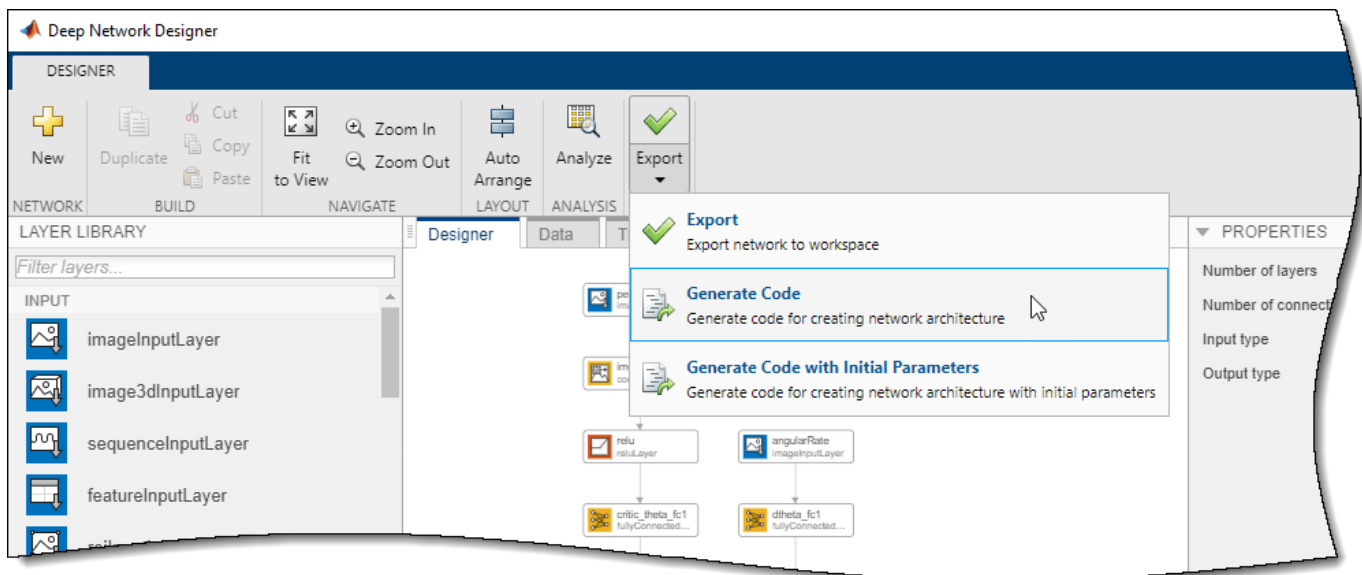 Deep Network Designer
DESIGNER
New
Duplicate
Cut
Copy
Paste
Fit
to View
Zoom In
Zoom Out
Auto
Arrange
Analyze
Export
NETWORK
BUILD
NAVIGATE
LAYOUT
ANALYSIS
Export
Export network to workspace
Generate Code
Generate code for creating network architecture
Generate Code with Initial Parameters
Generate code for creating network architecture with initial parameters
LAYER LIBRARY
Filter layers...
INPUT
imageInputLayer
image3dInputLayer
sequenceInputLayer
featureInputLayer
Designer
Data
relu
reluLayer
angularRate
imageInputLayer
critic_theta_fc1
fullyConnected...
dtheta_fc1
fullyConnected...
PROPERTIES
Number of layers
Number of connecti
Input type
Output type